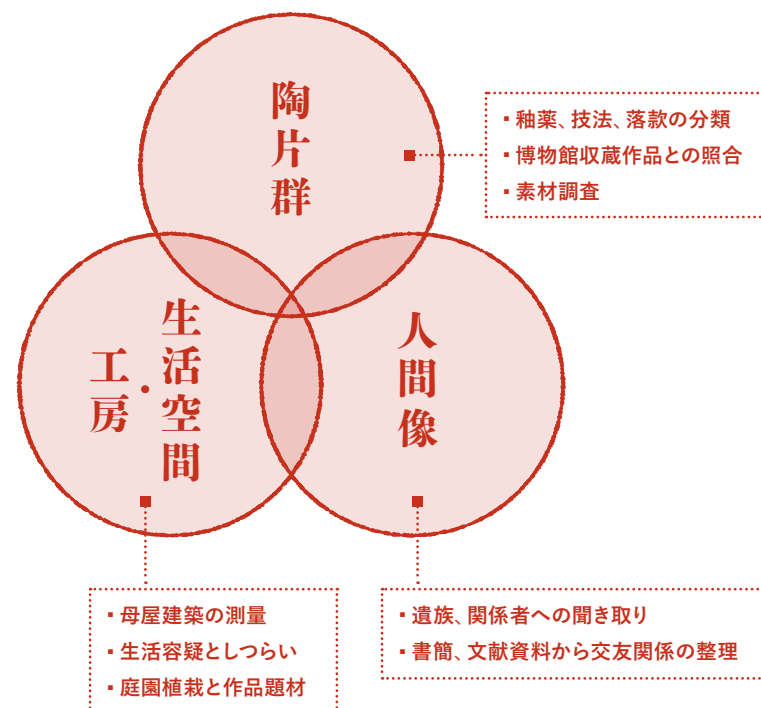 陶片群
・釉薬、技法、落款の分類
・博物館収蔵作品との照合
・素材調査
生活空間
・工房
人間像
・母屋建築の測量
・生活容疑としつらい
・庭園植栽と作品題材
・遺族、関係者への聞き取り
・書簡、文献資料から交友関係の整理